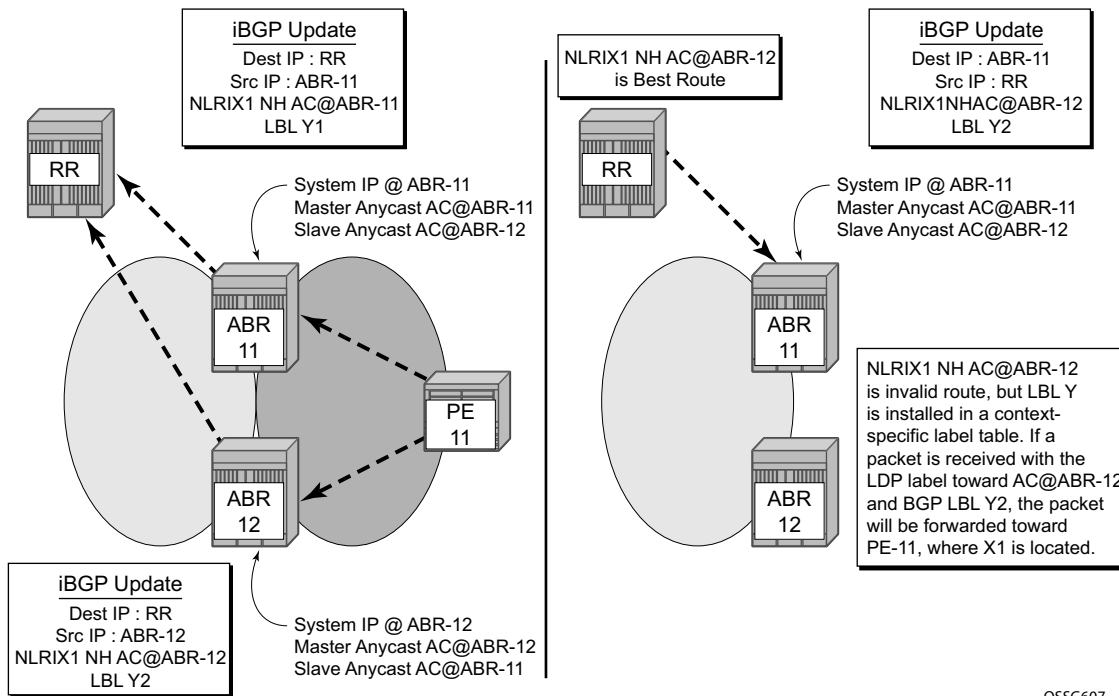 iBGP Update
Dest IP : RR
Src IP : ABR-11
NLRIX1 NH AC@ABR-11
LBL Y1
RR
System IP @ ABR-11
Master Anycast AC@ABR-11
Slave Anycast AC@ABR-12
ABR
11
PE
11
ABR
12
iBGP Update
Dest IP : RR
Src IP : ABR-12
NLRIX1 NH AC@ABR-12
LBL Y2
System IP @ ABR-12
Master Anycast AC@ABR-12
Slave Anycast AC@ABR-11
NLRIX1 NH AC@ABR-12
is Best Route
iBGP Update
Dest IP : ABR-11
Src IP : RR
NLRIX1NHAC@ABR-12
LBL Y2
RR
System IP @ ABR-11
Master Anycast AC@ABR-11
Slave Anycast AC@ABR-12
ABR
11
ABR
12
NLRIX1 NH AC@ABR-12
is invalid route, but LBL Y
is installed in a context-
specific label table. If a
packet is received with the
LDP label toward AC@ABR-12
and BGP LBL Y2, the packet
will be forwarded toward
PE-11, where X1 is located.